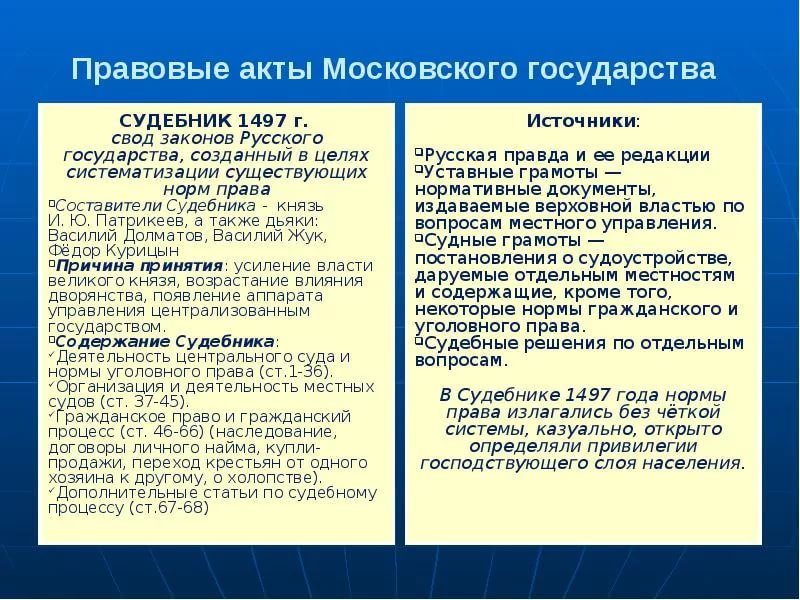 Правовые акты Московского государства
СУДЕБНИК 1497 г.
свод законов Русского
государства, созданный в целях
систематизации существующих
норм права
Составители Судебника - князь
И. Ю. Патрикеев, а также дьяки:
Василий Долматов, Василий Жук,
Фёдор Курицын
Причина принятия: усиление власти
великого князя, возрастание влияния
дворянства, появление аппарата
управления централизованным
государством.
Содержание Судебника:
Деятельность центрального суда и
нормы уголовного права (ст.1-36).
Организация и деятельность местных
судов (ст. 37-45).
Гражданское право и гражданский
процесс (ст. 46-66) (наследование,
договоры личного найма, купли-
продажи, переход крестьян от одного
хозяина к другому, о холопстве).
Дополнительные статьи по судебному
процессу (ст.67-68)
Источники:
Русская правда и ее редакции
Уставные грамоты —
нормативные документы,
издаваемые верховной властью по
вопросам местного управления.
Судные грамоты —
постановления о судоустройстве,
даруемые отдельным местностям
и содержащие, кроме того,
некоторые нормы гражданского и
уголовного права.
Судебные решения по отдельным
вопросам.
В Судебнике 1497 года нормы
права излагались без чёткой
системы, казуально, открыто
определяли привилегии
господствующего слоя населения.